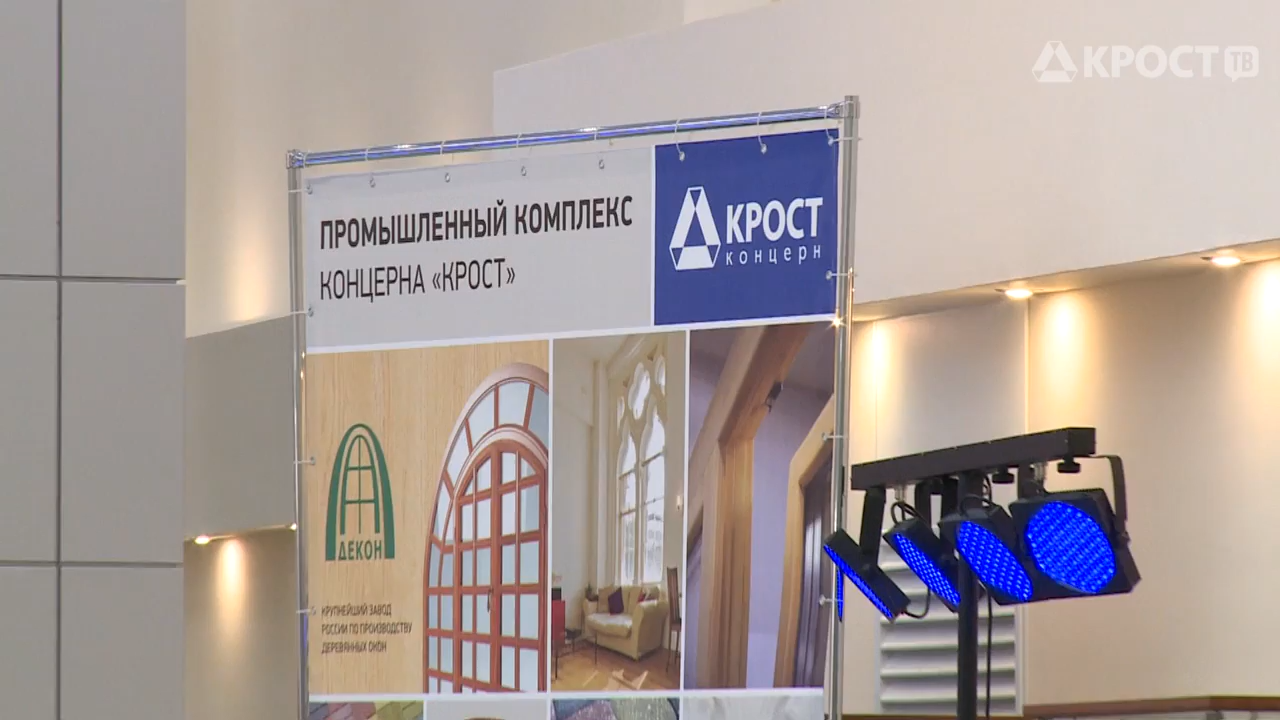 КРОСТ ТВ
ПРОМЫШЛЕННЫЙ КОМПЛЕКС
КОНЦЕРНА «КРОСТ»
КРОСТ
концерн
ДЕКОН
КРУПНЕЙШИЙ ЗАВОД
РОССИИ ПО ПРОИЗВОДСТВУ
ДЕРЕВЯННЫХ ОКОН